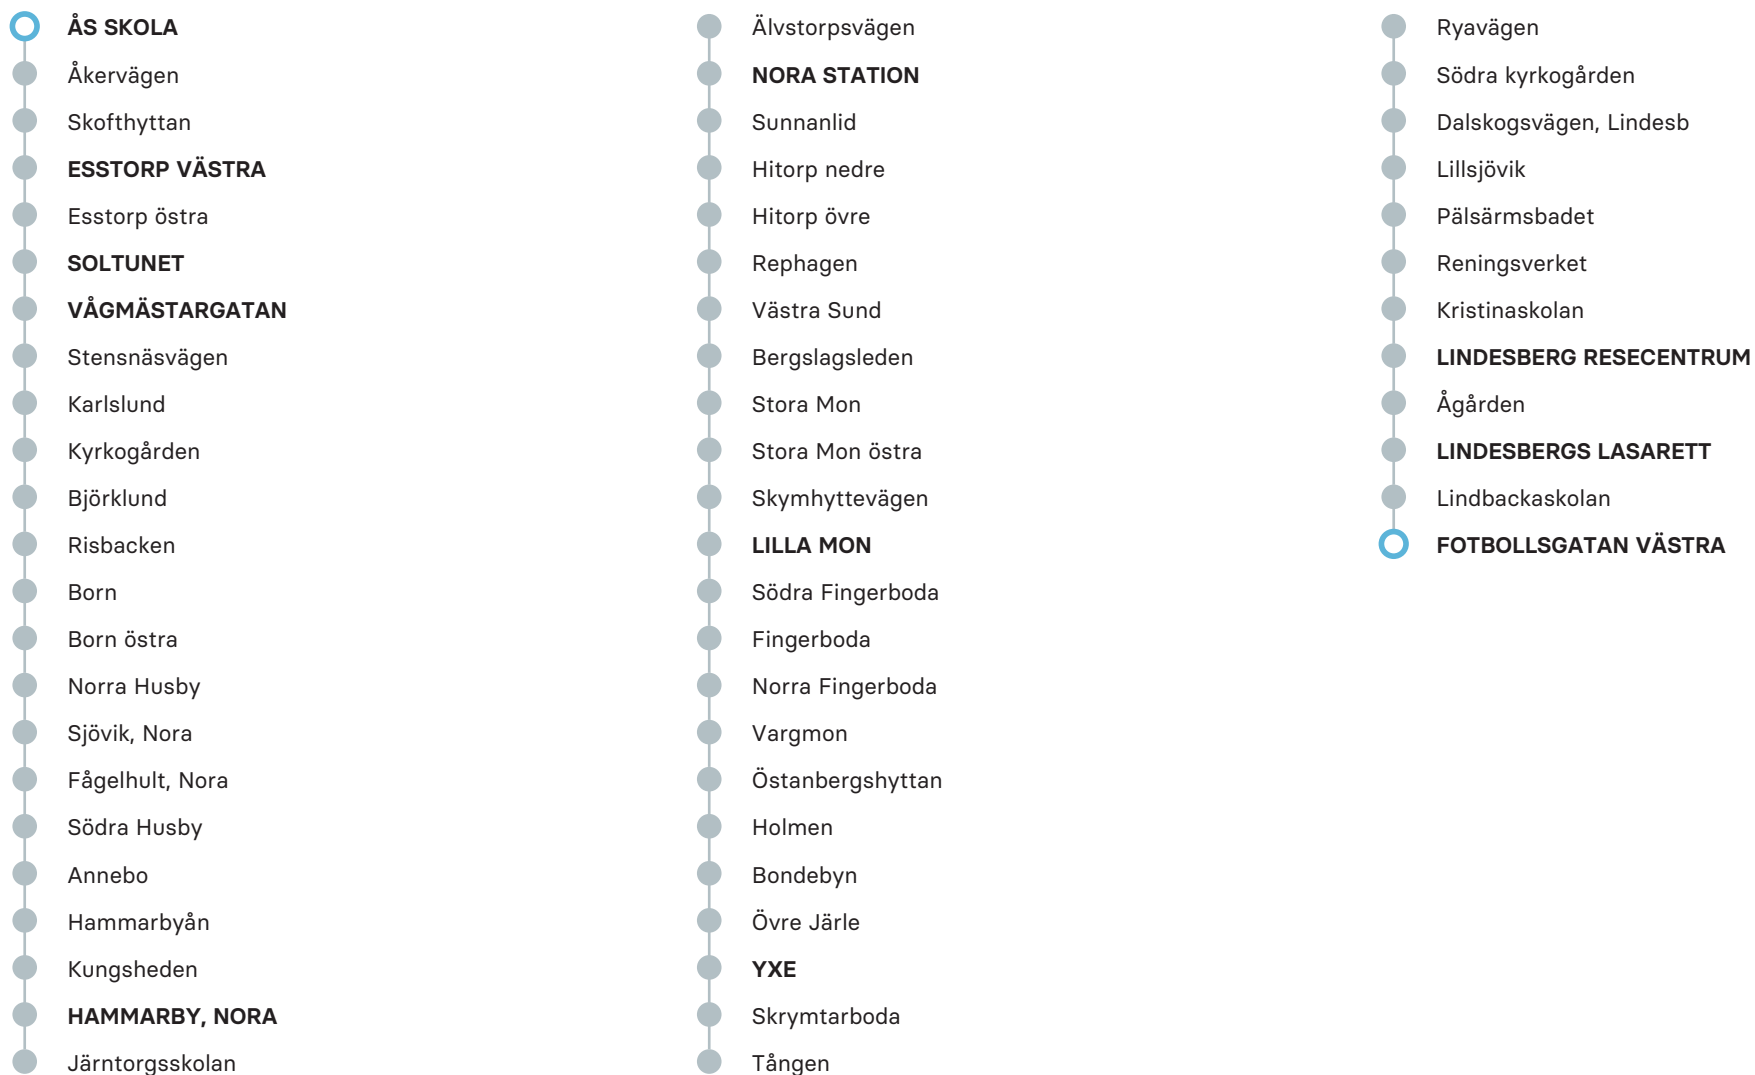 ÅS SKOLA
Åkervägen
Skofthyttan
ESSTORP VÄSTRA
Esstorp östra
SOLTUNET
VÅGMÄSTARGATAN
Stensnäsvägen
Karlslund
Kyrkogården
Björklund
Risbacken
Born
Born östra
Norra Husby
Sjövik, Nora
Fågelhult, Nora
Södra Husby
Annebo
Hammarbyån
Kungsheden
HAMMARBY, NORA
Järntorgsskolan
Älvstorpsvägen
NORA STATION
Sunnanlid
Hitorp nedre
Hitorp övre
Rephagen
Västra Sund
Bergslagsleden
Stora Mon
Stora Mon östra
Skymhyttevägen
LILLA MON
Södra Fingerboda
Fingerboda
Norra Fingerboda
Vargmon
Östanbergshyttan
Holmen
Bondebyn
Övre Järle
YXE
Skrymtarboda
Tången
Ryavägen
Södra kyrkogården
Dalskogsvägen, Lindesb
Lillsjövik
Pälsärmsbadet
Reningsverket
Kristinaskolan
LINDESBERG RESECENTRUM
Ågården
LINDESBERGS LASARETT
Lindbackaskolan
FOTBOLLSGATAN VÄSTRA